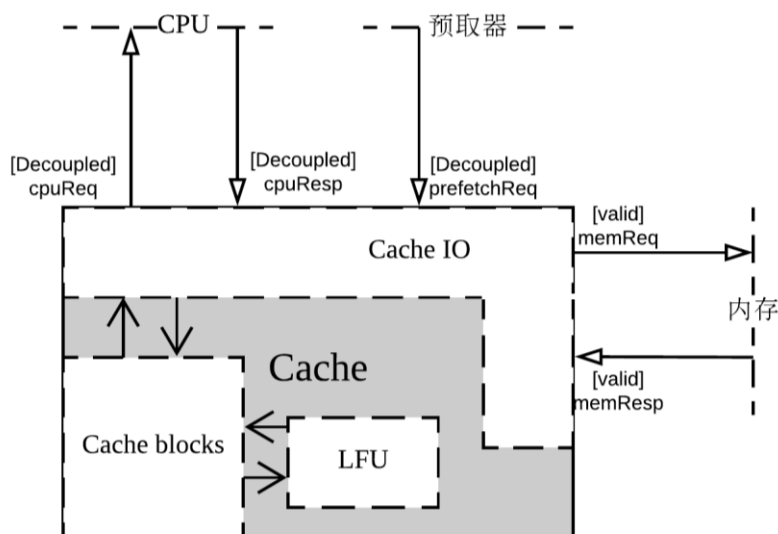 CPU
预取器
[Decoupled]
cpuReq
[Decoupled]
cpuResp
[Decoupled]
prefetchReq
[valid]
memReq
Cache IO
内存
[valid]
memResp
Cache
Cache blocks
LFU